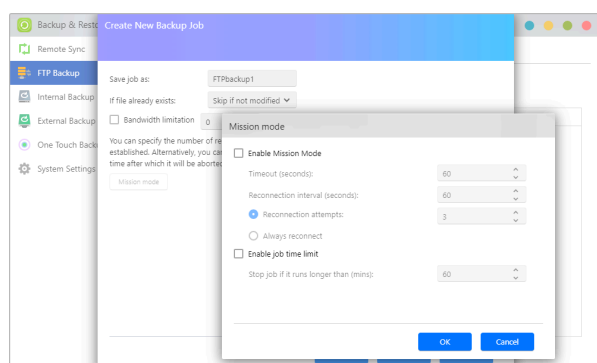 Backup & Resto
Create New Backup Job
Remote Sync
FTP Backup
Internal Backup
External Backup
One Touch Back
System Settings
Save job as:
FTPbackup1
If file already exists:
Skip if not modified
Bandwidth limitation
0
You can specify the number of re
established. Alternatively, you ca
time after which it will be aborted
Mission mode
Mission mode
Enable Mission Mode
Timeout (seconds):
60
Reconnection interval (seconds):
60
Reconnection attempts:
3
Always reconnect
Enable job time limit
Stop job if it runs longer than (mins):
60
OK
Cancel